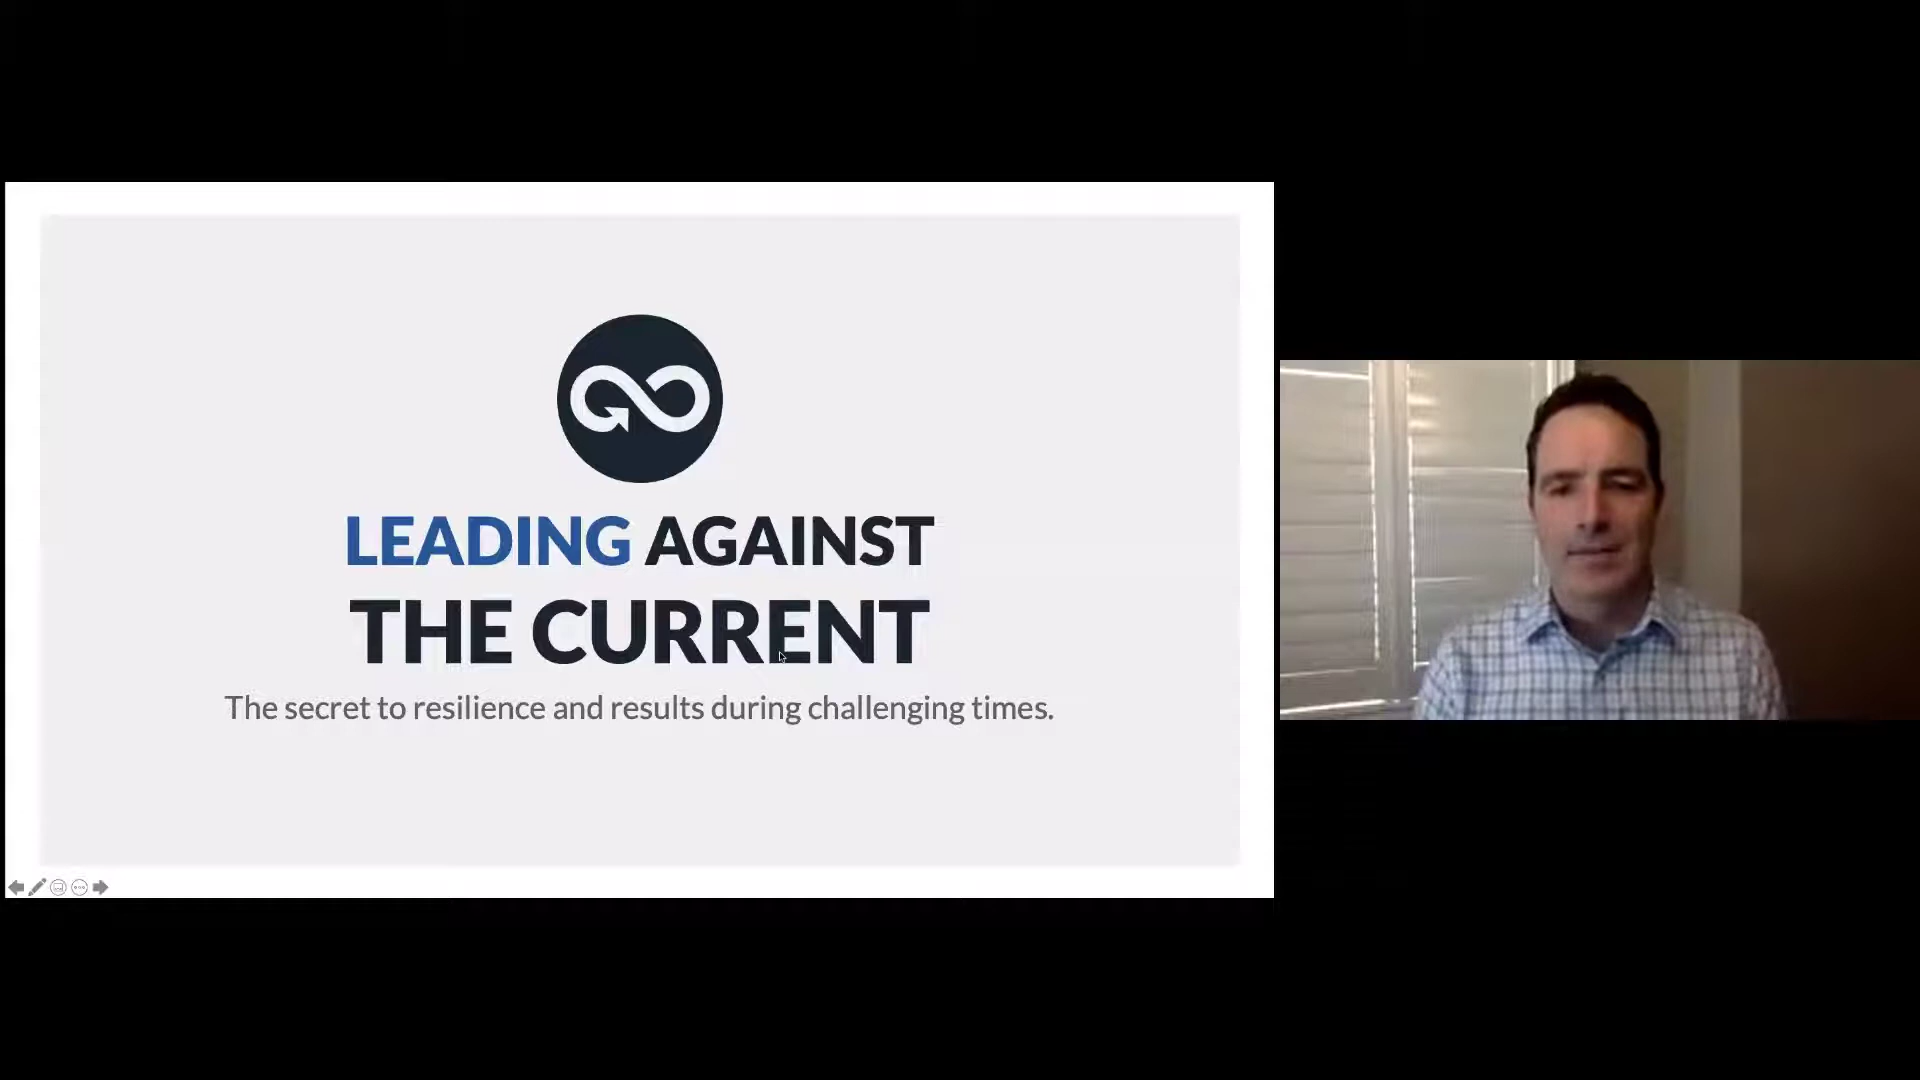 LEADING AGAINST
THE CURRENT
The secret to resilience and results during challenging times.